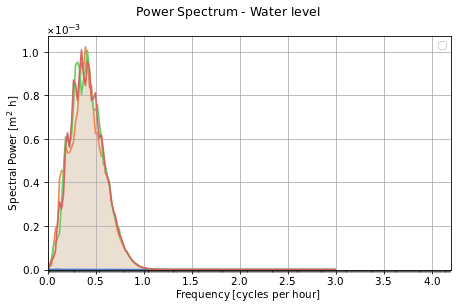 Power Spectrum - Water level
×10⁻³
1.0
0.8
0.6
0.4
0.2
0.0
Spectral Power [m² h]
0.0 0.5 1.0 1.5 2.0 2.5 3.0 3.5 4.0
Frequency [cycles per hour]